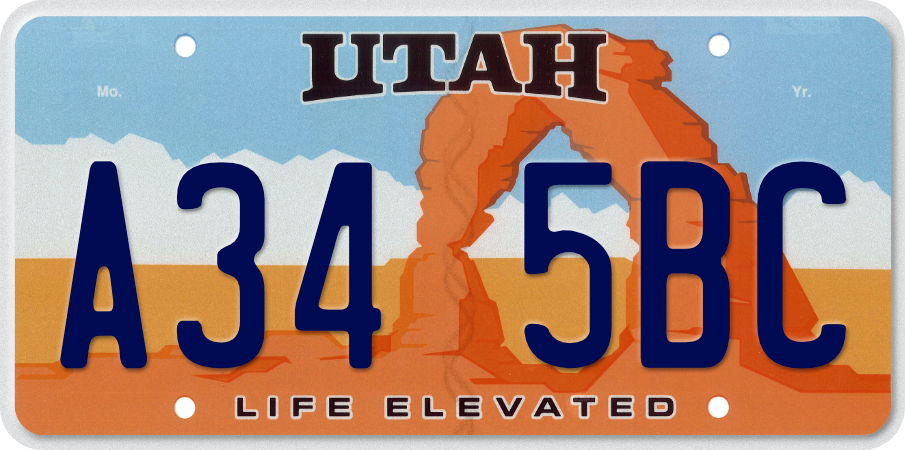 UTAH
Mo. Yr.
A34 5BC
LIFE ELEVATED